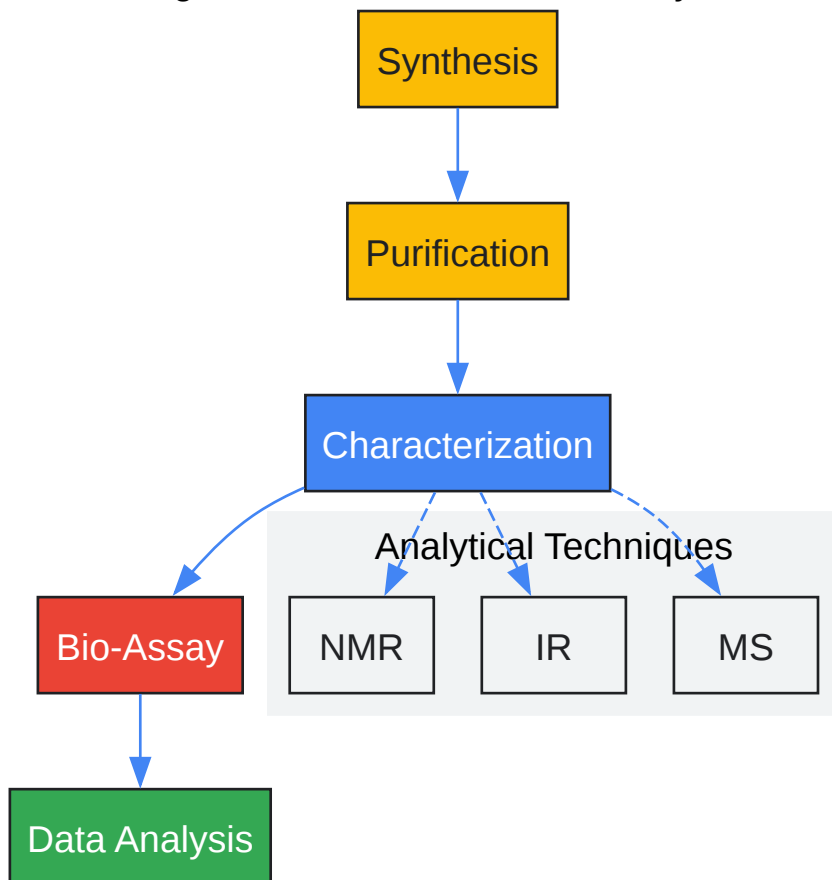 Synthesis
Purification
Characterization
Analytical Techniques
Bio-Assay
NMR
IR
MS
Data Analysis